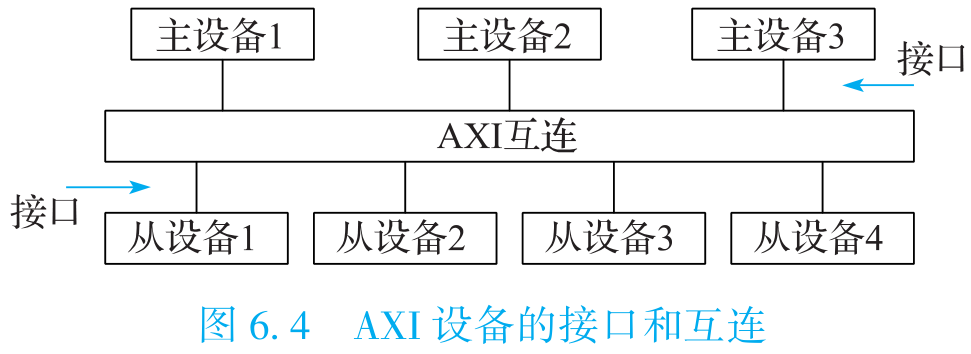 主设备1 主设备2 主设备3
接口
AXI互连
接口
从设备1 从设备2 从设备3 从设备4
图 6.4 AXI 设备的接口和互连